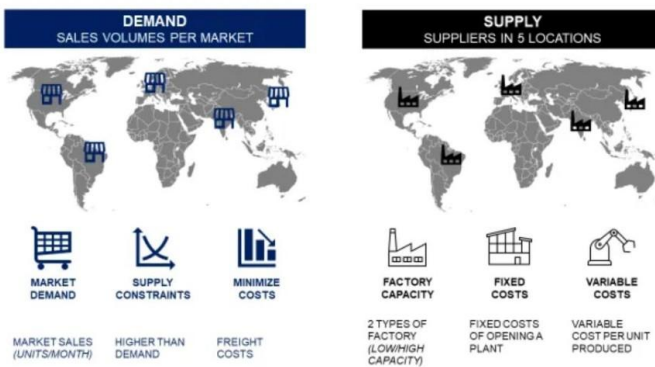 DEMAND
SALES VOLUMES PER MARKET
MARKET
DEMAND
SUPPLY
CONSTRAINTS
MINIMIZE
COSTS
MARKET SALES
(UNITS/MONTH)
HIGHER THAN
DEMAND
FREIGHT
COSTS
SUPPLY
SUPPLIERS IN 5 LOCATIONS
FACTORY
CAPACITY
FIXED
COSTS
VARIABLE
COSTS
2 TYPES OF
FACTORY
(LOW/HIGH
CAPACITY)
FIXED COSTS
OF OPENING A
PLANT
VARIABLE
COST PER UNIT
PRODUCED